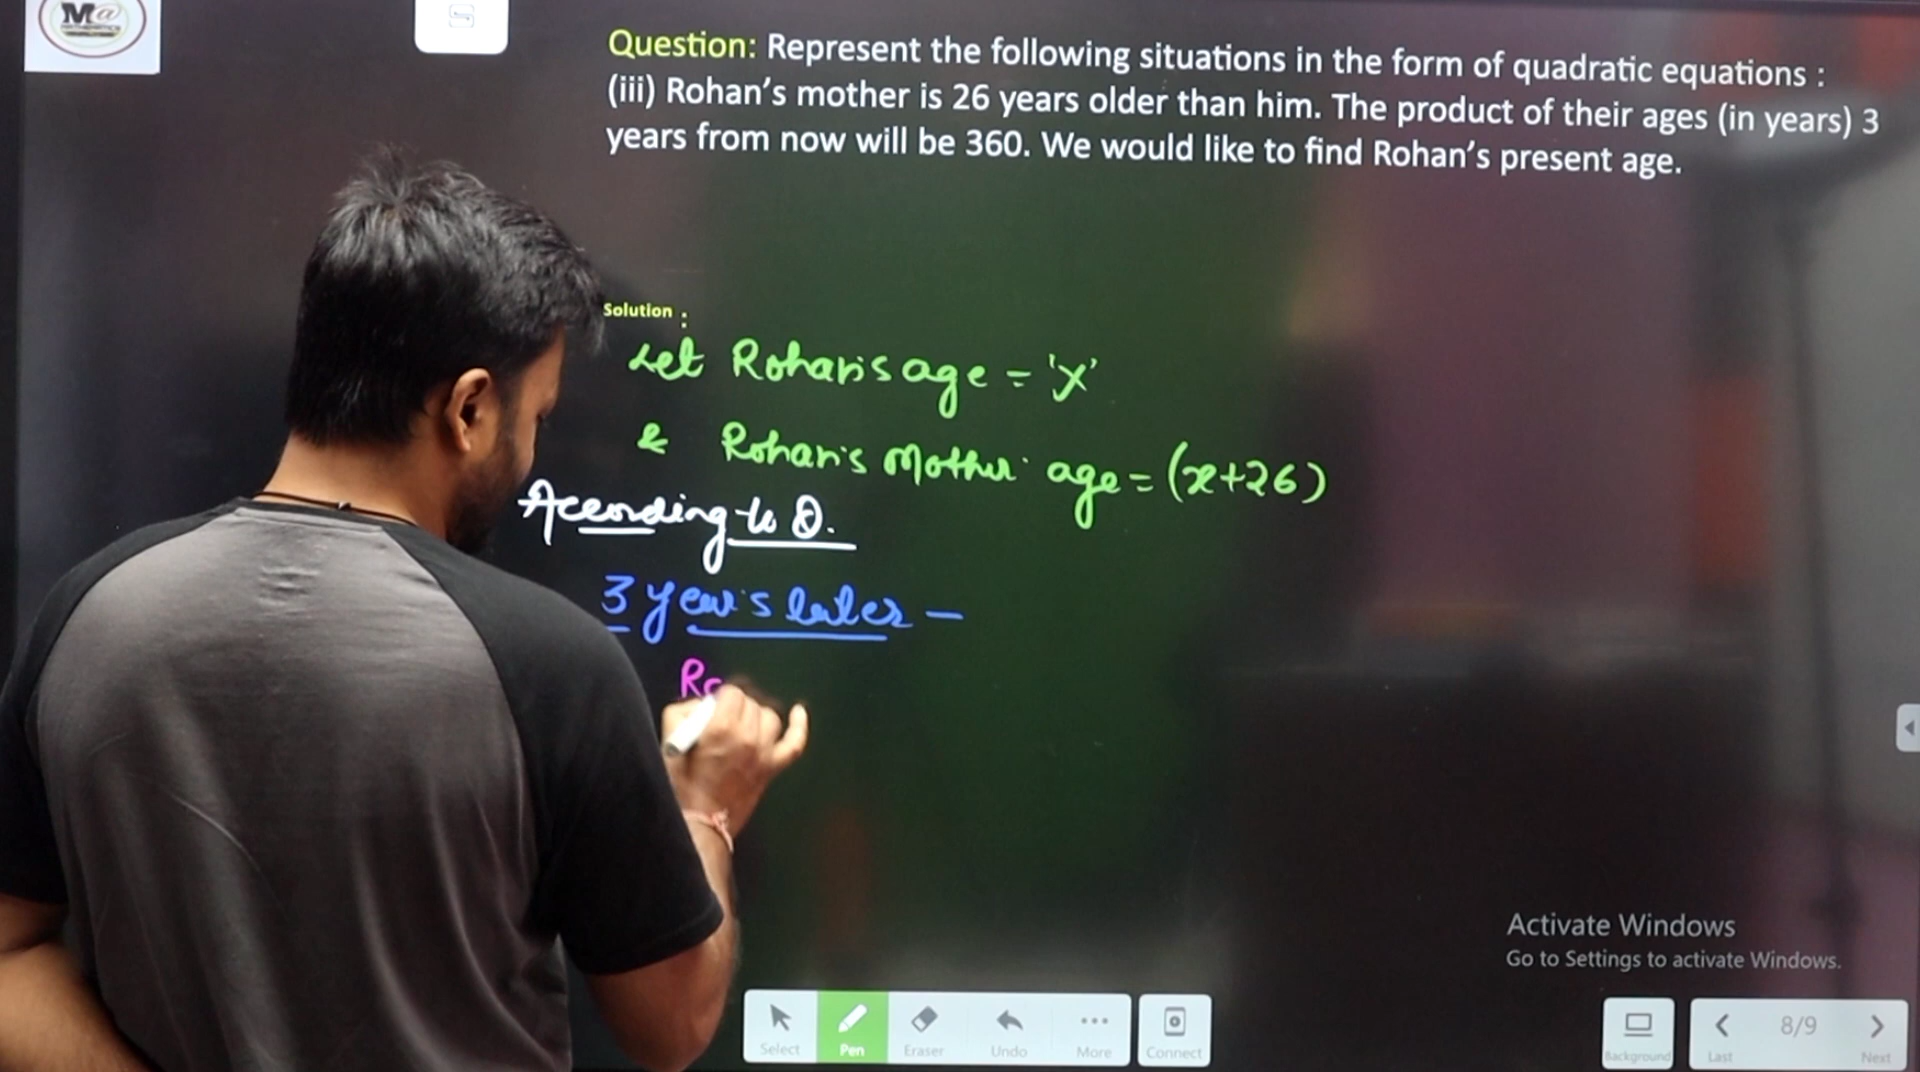 M@
MATHEMATICS
Question: Represent the following situations in the form of quadratic equations :
(iii) Rohan's mother is 26 years older than him. The product of their ages (in years) 3
years from now will be 360. We would like to find Rohan's present age.
Solution :
Let Rohan's age = 'x'
& Rohan's Mother age = (x+26)
According to Q.
3 year's later –
Ro
Activate Windows
Go to Settings to activate Windows.
Select Pen Eraser Undo More Connect
Background Last 8/9 Next